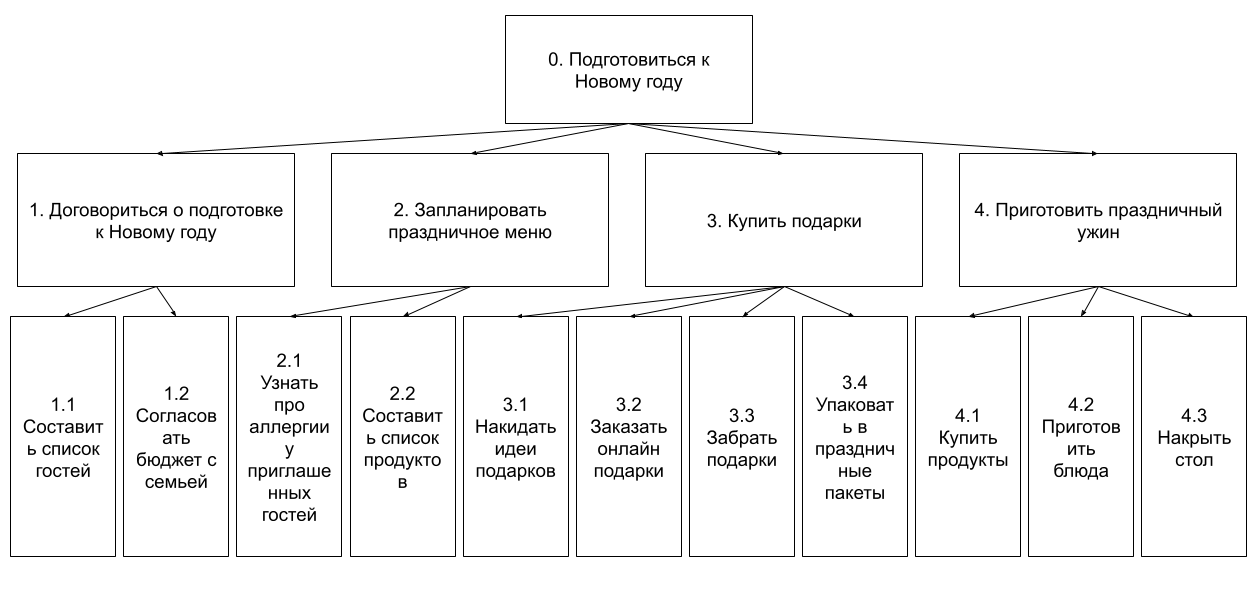 0. Подготовиться к
Новому году
1. Договориться о подготовке
к Новому году
2. Запланировать
праздничное меню
3. Купить подарки
4. Приготовить праздничный
ужин
1.1
Составит
ь список
гостей
1.2
Согласов
ать
бюджет с
семьей
2.1
Узнать
про
аллергии
у
приглаше
нных
гостей
2.2
Составит
ь список
продукто
в
3.1
Накидать
идеи
подарков
3.2
Заказать
онлайн
подарки
3.3
Забрать
подарки
3.4
Упаковат
ь в
празднич
ные
пакеты
4.1
Купить
продукты
4.2
Приготов
ить
блюда
4.3
Накрыть
стол